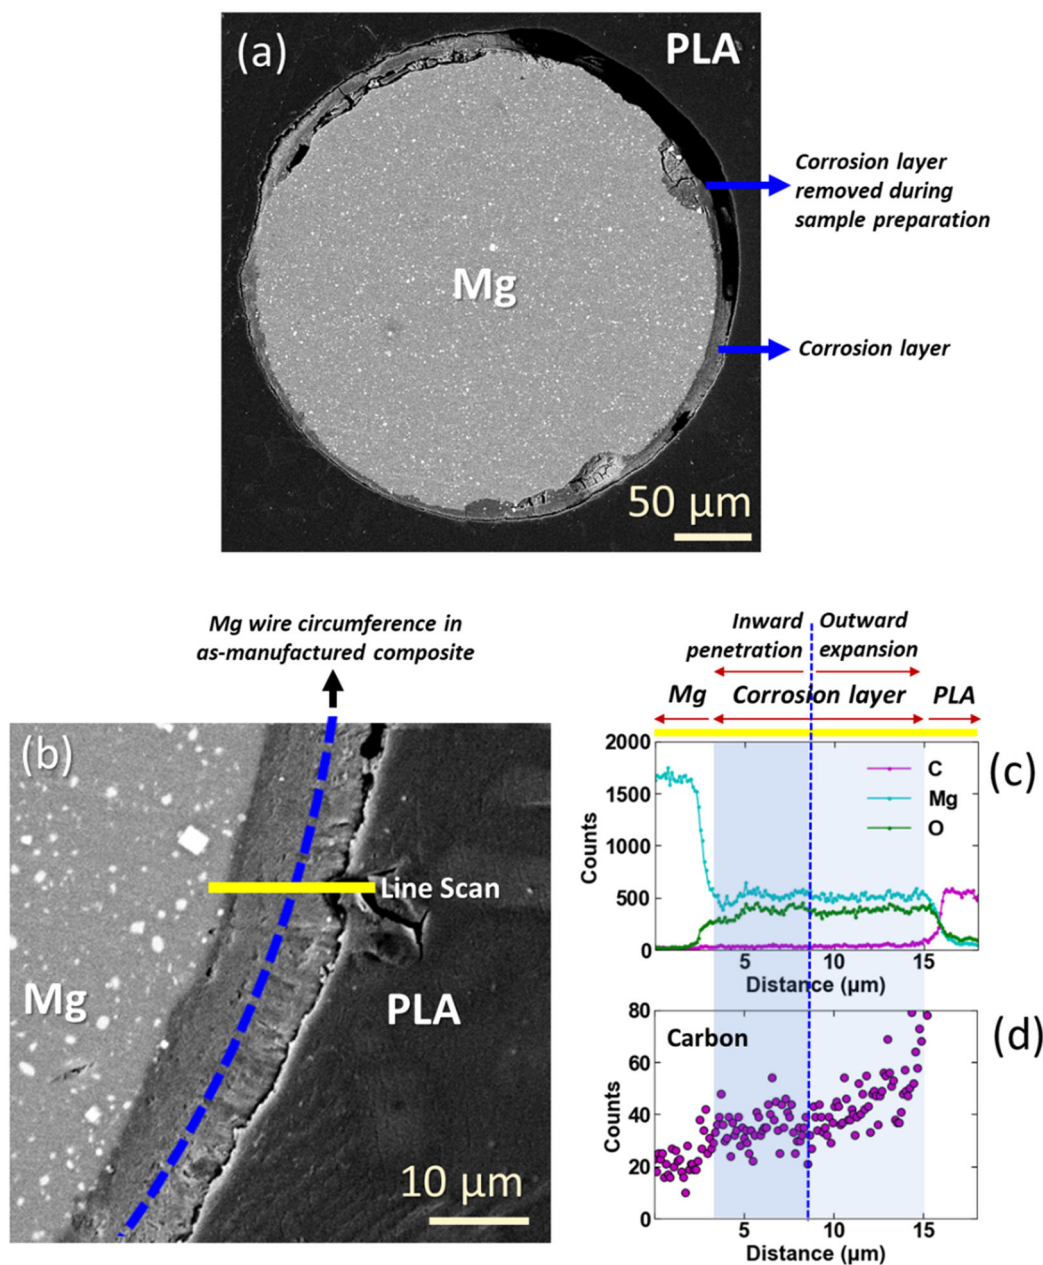 (a)
PLA
Corrosion layer
removed during
sample preparation
Mg
Corrosion layer
50 μm
Mg wire circumference in
as-manufactured composite
Inward
penetration
Outward
expansion
Mg
Corrosion layer
PLA
(b)
Line Scan
Mg
PLA
10 μm
(c)
2000
1500
1000
500
0
Counts
C
Mg
O
5
10
15
Distance (μm)
(d)
80
60
40
20
0
Counts
Carbon
5
10
15
Distance (μm)